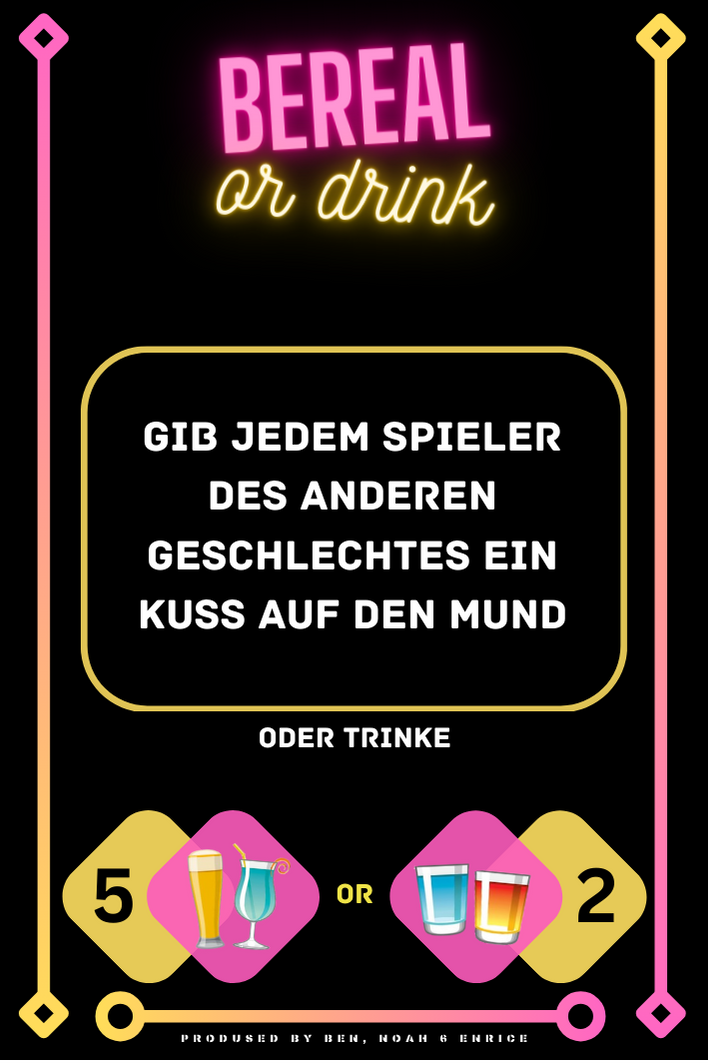 BEREAL
or drink
GIB JEDEM SPIELER
DES ANDEREN
GESCHLECHTES EIN
KUSS AUF DEN MUND
ODER TRINKE
5 OR 2
PRODUSED BY BEN, NOAH & ENRICE